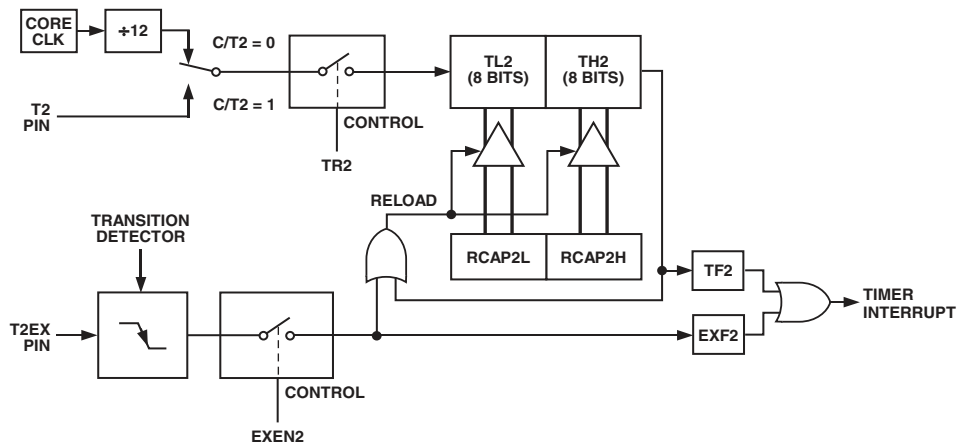 CORE
CLK
÷12
C/T2 = 0
C/T2 = 1
T2
PIN
CONTROL
TR2
TL2
(8 BITS)
TH2
(8 BITS)
RELOAD
TRANSITION
DETECTOR
RCAP2L
RCAP2H
TF2
TIMER
INTERRUPT
T2EX
PIN
EXF2
CONTROL
EXEN2